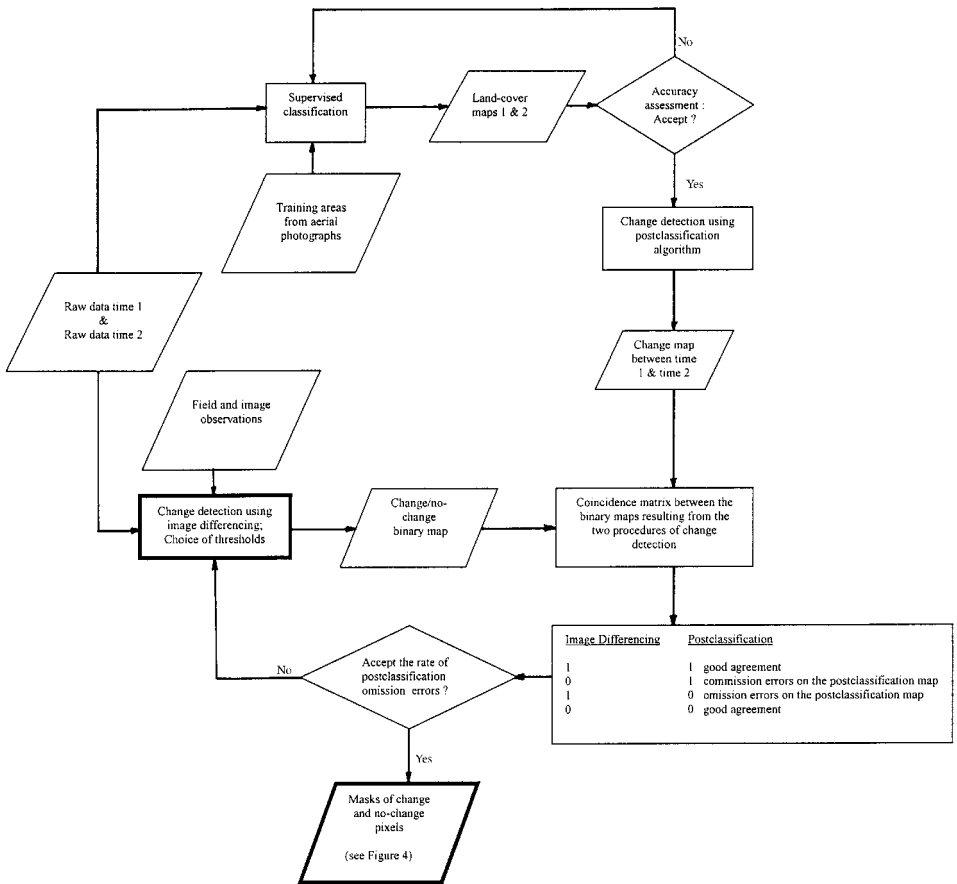 No
Supervised
classification
Land-cover
maps 1 & 2
Accuracy
assessment :
Accept ?
Yes
Training areas
from aerial
photographs
Change detection using
postclassification
algorithm
Raw data time 1
&
Raw data time 2
Change map
between time
1 & time 2
Field and image
observations
Change detection using
image differencing;
Choice of thresholds
Change/no-
change
binary map
Coincidence matrix between the
binary maps resulting from the
two procedures of change
detection
Image Differencing Postclassification
1 1 good agreement
0 1 commission errors on the postclassification map
1 0 omission errors on the postclassification map
0 0 good agreement
No
Accept the rate of
postclassification
omission errors ?
Yes
Masks of change
and no-change
pixels
(see Figure 4)